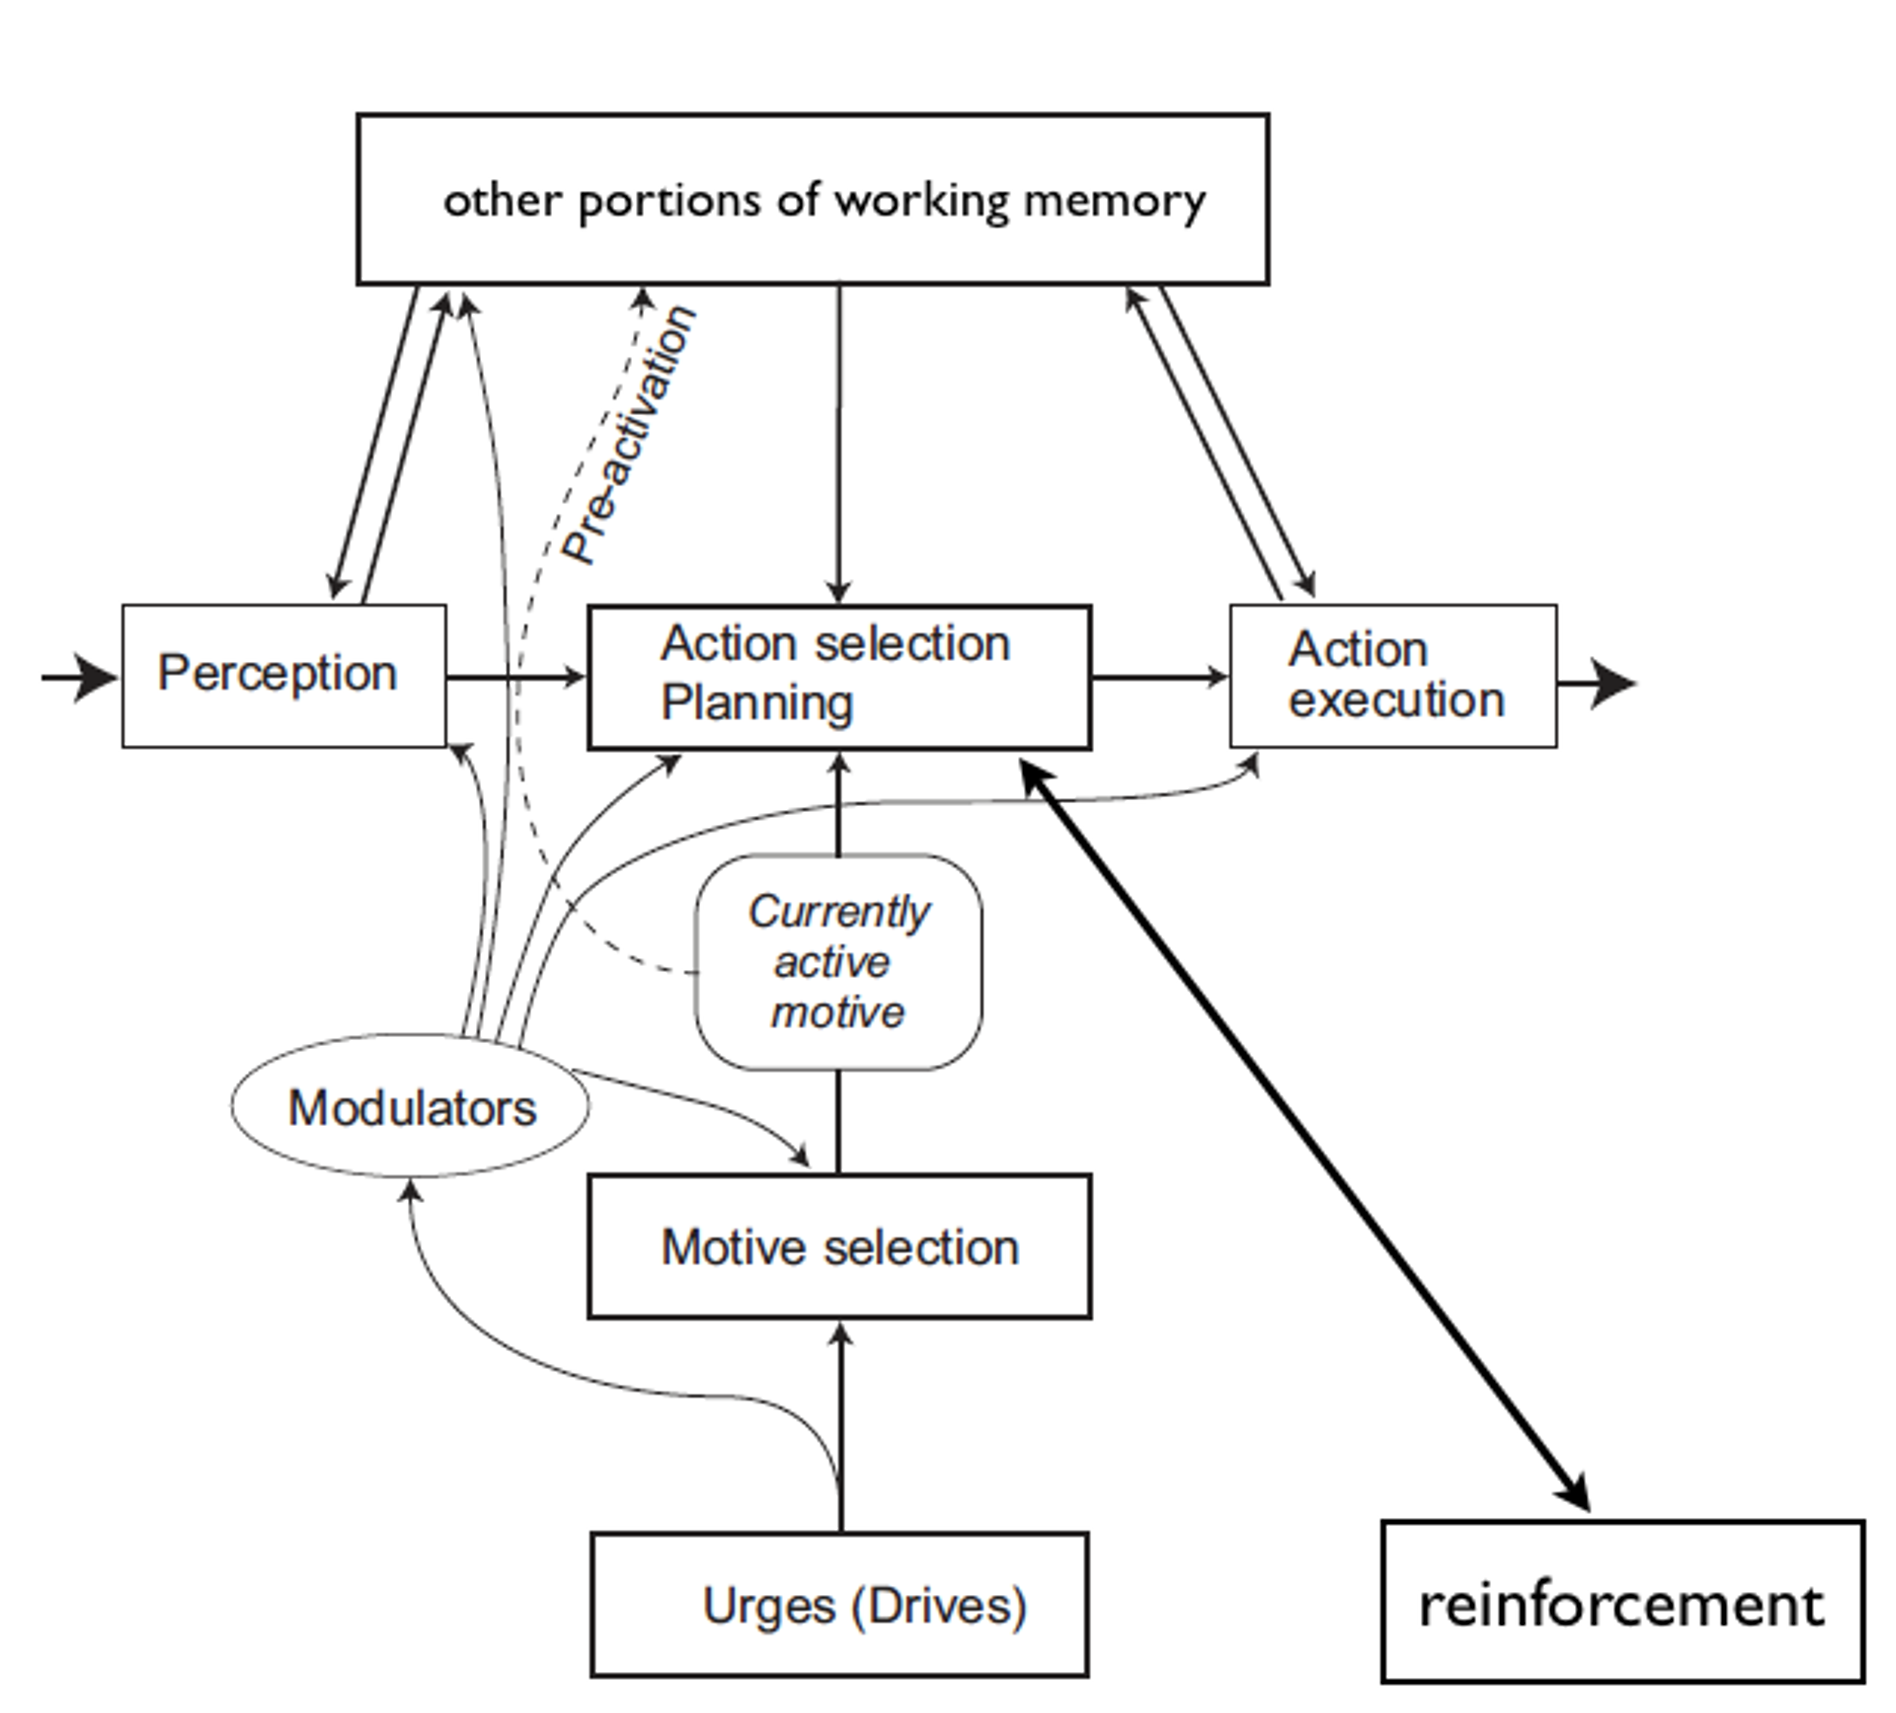 other portions of working memory
Pre-activation
Perception
Action selection
Planning
Action
execution
Currently
active
motive
Modulators
Motive selection
Urges (Drives)
reinforcement